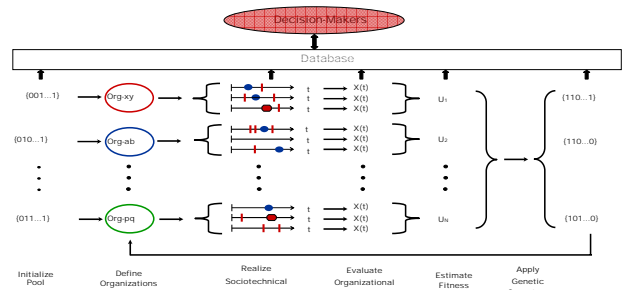 Decision-Makers
Database
{001...1} Org-xy t X(t) U₁ {110...1}
t X(t)
t X(t)
{010...1} Org-ab t X(t) U₂ {110...0}
t X(t)
t X(t)
{011...1} Org-pq t X(t) Uɴ {101...0}
t X(t)
t X(t)
Initialize Pool
Define Organizations
Realize Sociotechnical
Evaluate Organizational
Estimate Fitness
Apply Genetic